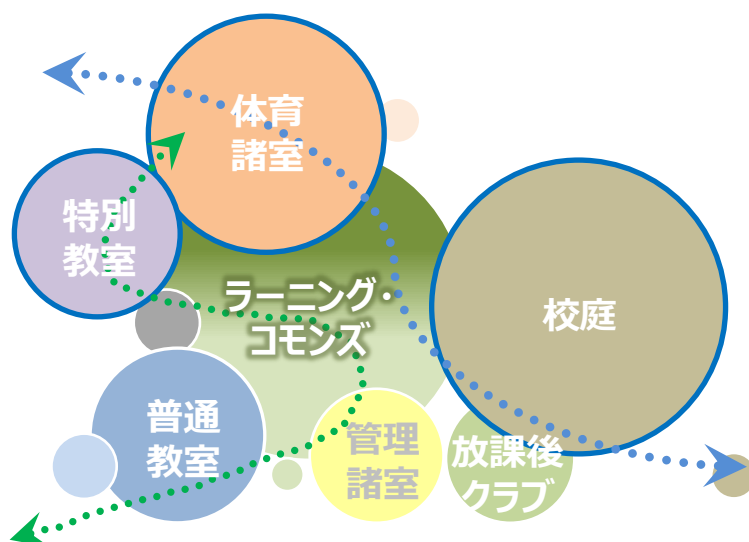 体育
諸室
特別
教室
ラーニング・
コモンズ
校庭
普通
教室
管理
諸室
放課後
クラブ